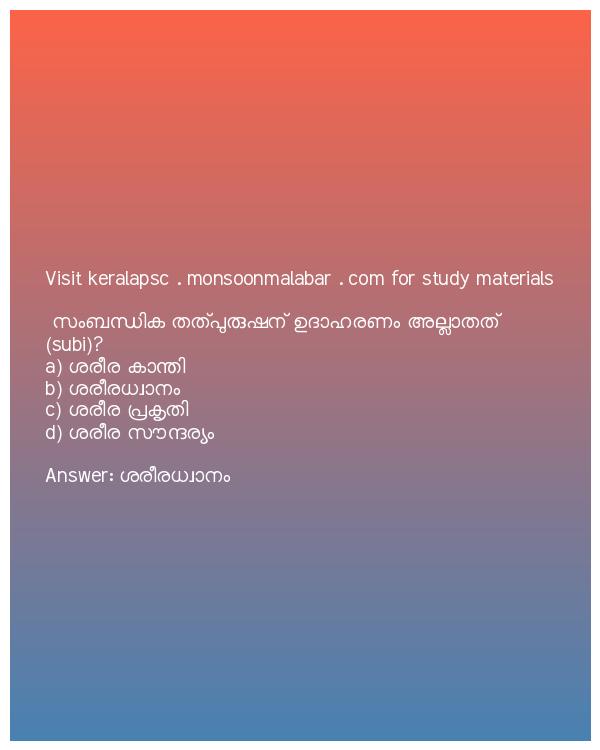 Visit keralapsc . monsoonmalabar . com for study materials
സംബന്ധിക തത്പുരുഷന് ഉദാഹരണം അല്ലാതത്
(subi)?
a) ശരീര കാന്തി
b) ശരീരധ്വാനം
c) ശരീര പ്രകൃതി
d) ശരീര സൗന്ദര്യം
Answer: ശരീരധ്വാനം